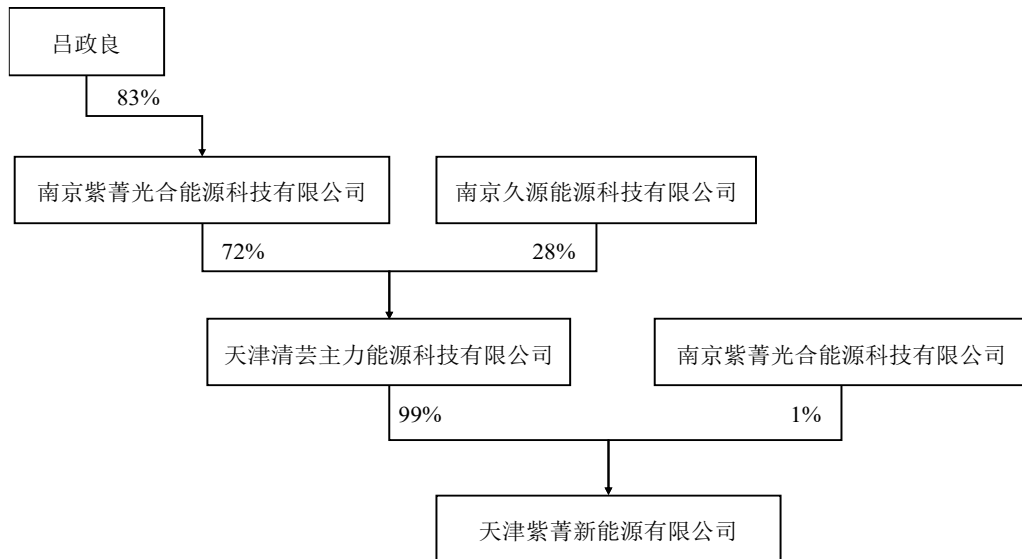 吕政良
83%
南京紫菁光合能源科技有限公司
南京久源能源科技有限公司
72%
28%
天津清芸主力能源科技有限公司
南京紫菁光合能源科技有限公司
99%
1%
天津紫菁新能源有限公司